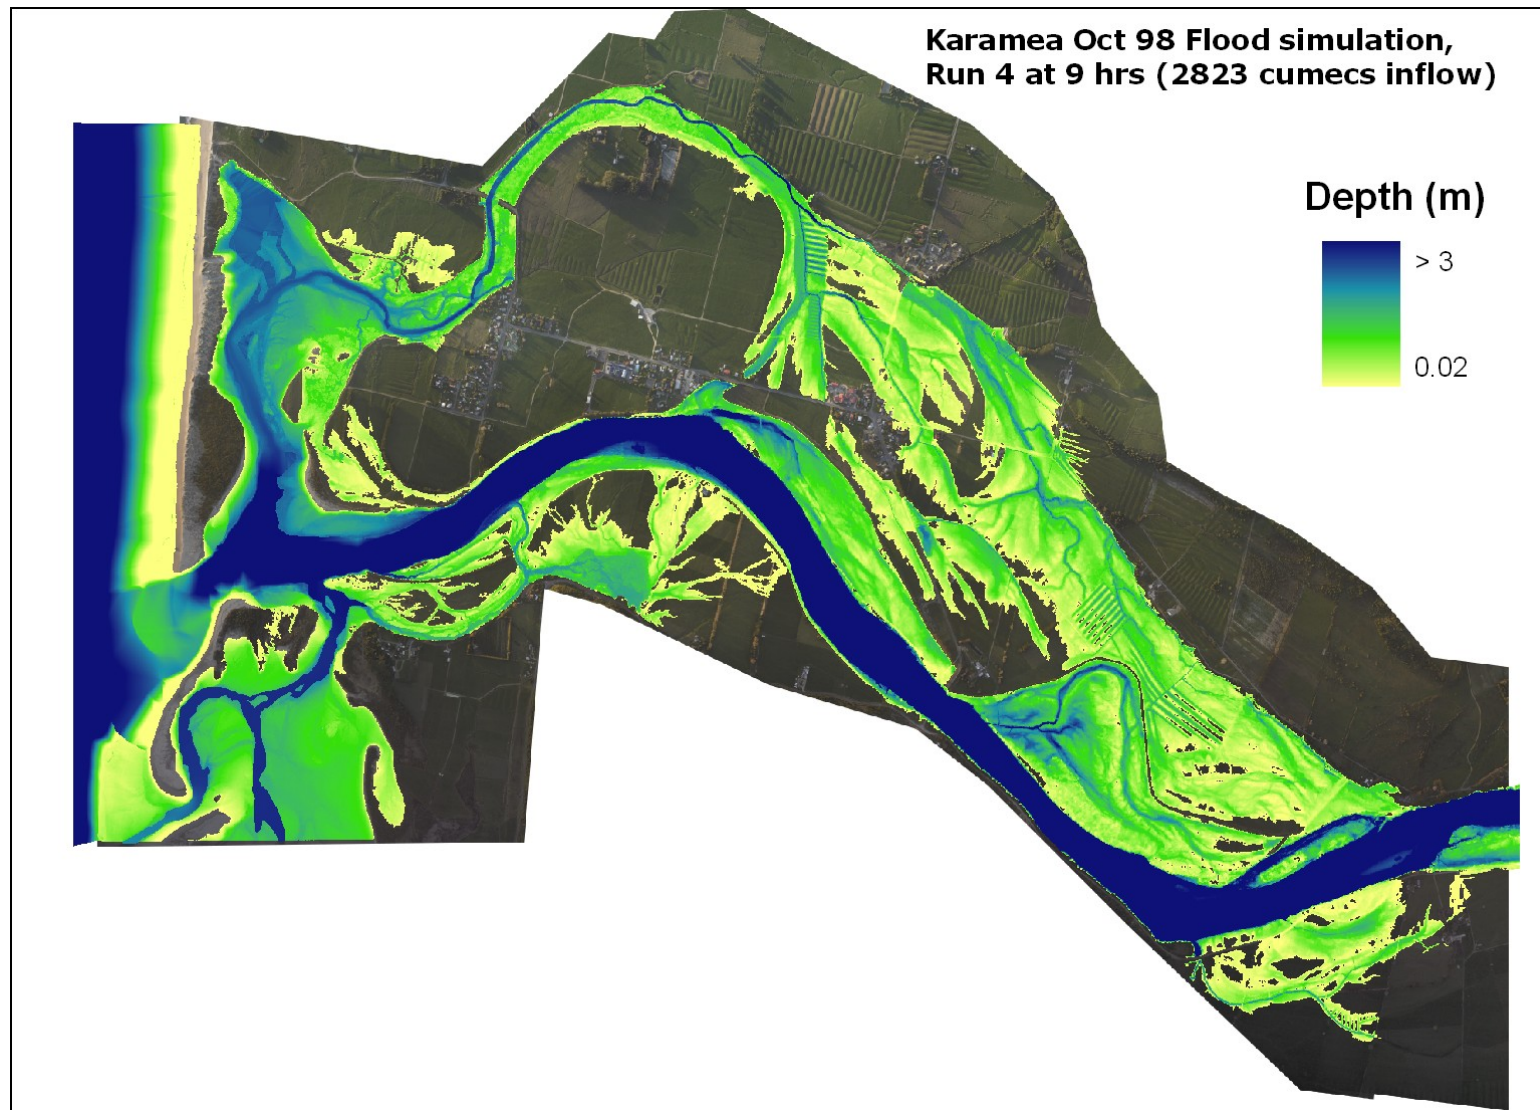 Karamea Oct 98 Flood simulation,
Run 4 at 9 hrs (2823 cumecs inflow)
Depth (m)
> 3
0.02